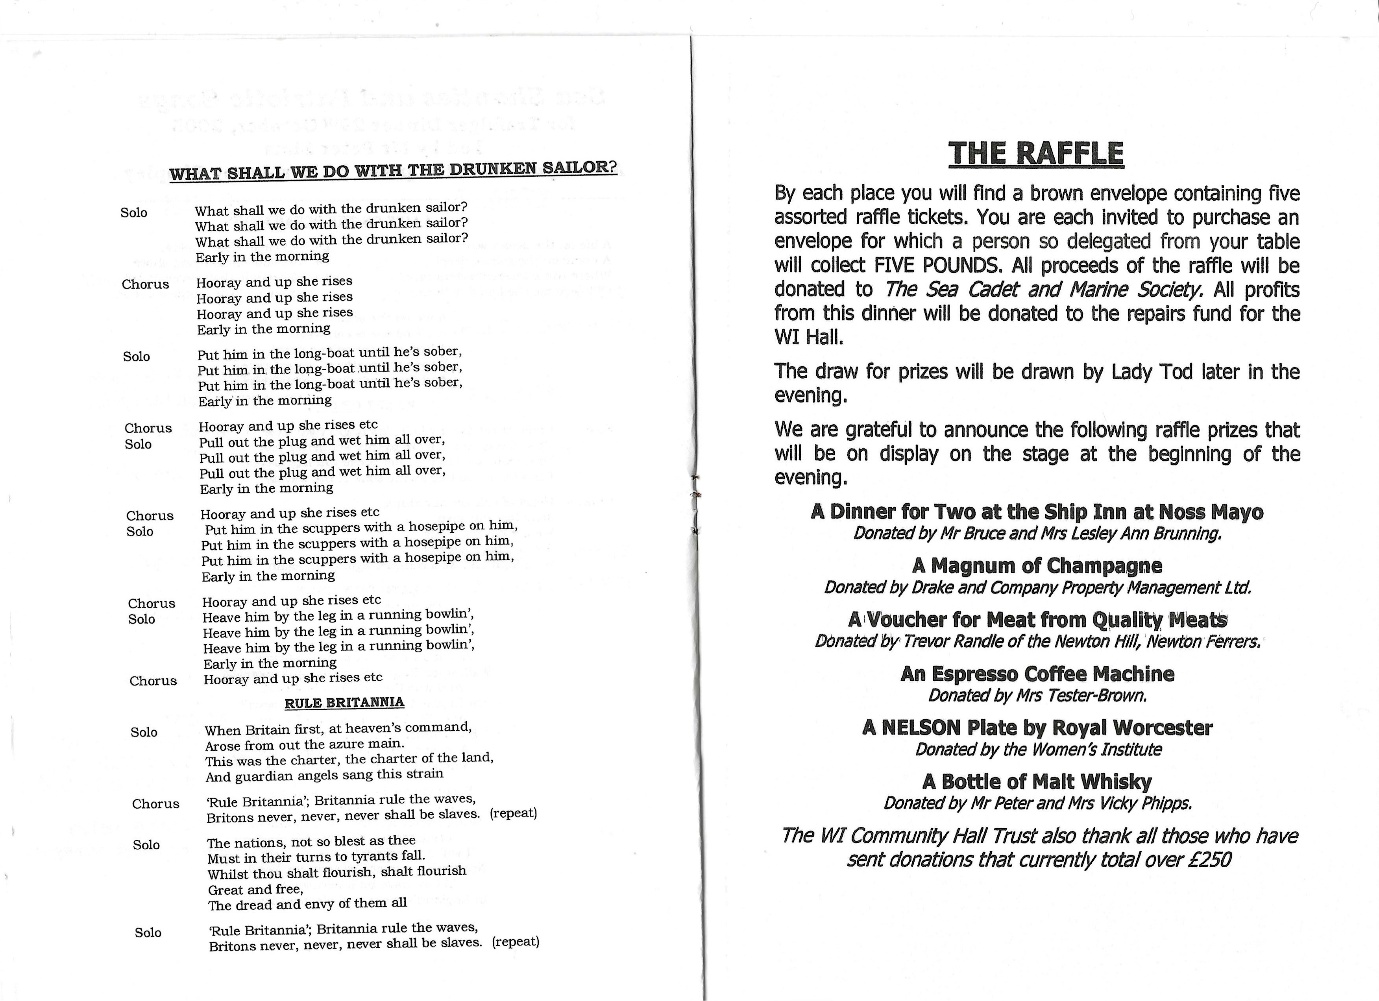 WHAT SHALL WE DO WITH THE DRUNKEN SAILOR?
Solo What shall we do with the drunken sailor?
What shall we do with the drunken sailor?
What shall we do with the drunken sailor?
Early in the morning
Chorus Hooray and up she rises
Hooray and up she rises
Hooray and up she rises
Early in the morning
Solo Put him in the long-boat until he's sober,
Put him in the long-boat until he's sober,
Put him in the long-boat until he's sober,
Early in the morning
Chorus Hooray and up she rises etc
Solo Pull out the plug and wet him all over,
Pull out the plug and wet him all over,
Pull out the plug and wet him all over,
Early in the morning
Chorus Hooray and up she rises etc
Solo Put him in the scuppers with a hosepipe on him,
Put him in the scuppers with a hosepipe on him,
Put him in the scuppers with a hosepipe on him,
Early in the morning
Chorus Hooray and up she rises etc
Solo Heave him by the leg in a running bowlin',
Heave him by the leg in a running bowlin',
Heave him by the leg in a running bowlin',
Early in the morning
Chorus Hooray and up she rises etc
RULE BRITANNIA
Solo When Britain first, at heaven's command,
Arose from out the azure main.
This was the charter, the charter of the land,
And guardian angels sang this strain
Chorus 'Rule Britannia'; Britannia rule the waves,
Britons never, never, never shall be slaves. (repeat)
Solo The nations, not so blest as thee
Must in their turns to tyrants fall.
Whilst thou shalt flourish, shalt flourish
Great and free,
The dread and envy of them all
Solo 'Rule Britannia'; Britannia rule the waves,
Britons never, never, never shall be slaves. (repeat)
THE RAFFLE
By each place you will find a brown envelope containing five
assorted raffle tickets. You are each invited to purchase an
envelope for which a person so delegated from your table
will collect FIVE POUNDS. All proceeds of the raffle will be
donated to The Sea Cadet and Marine Society. All profits
from this dinner will be donated to the repairs fund for the
WI Hall.
The draw for prizes will be drawn by Lady Tod later in the
evening.
We are grateful to announce the following raffle prizes that
will be on display on the stage at the beginning of the
evening.
A Dinner for Two at the Ship Inn at Noss Mayo
Donated by Mr Bruce and Mrs Lesley Ann Brunning.
A Magnum of Champagne
Donated by Drake and Company Property Management Ltd.
A Voucher for Meat from Quality Meats
Donated by Trevor Randle of the Newton Hill, Newton Ferrers.
An Espresso Coffee Machine
Donated by Mrs Tester-Brown.
A NELSON Plate by Royal Worcester
Donated by the Women's Institute
A Bottle of Malt Whisky
Donated by Mr Peter and Mrs Vicky Phipps.
The WI Community Hall Trust also thank all those who have
sent donations that currently total over £250